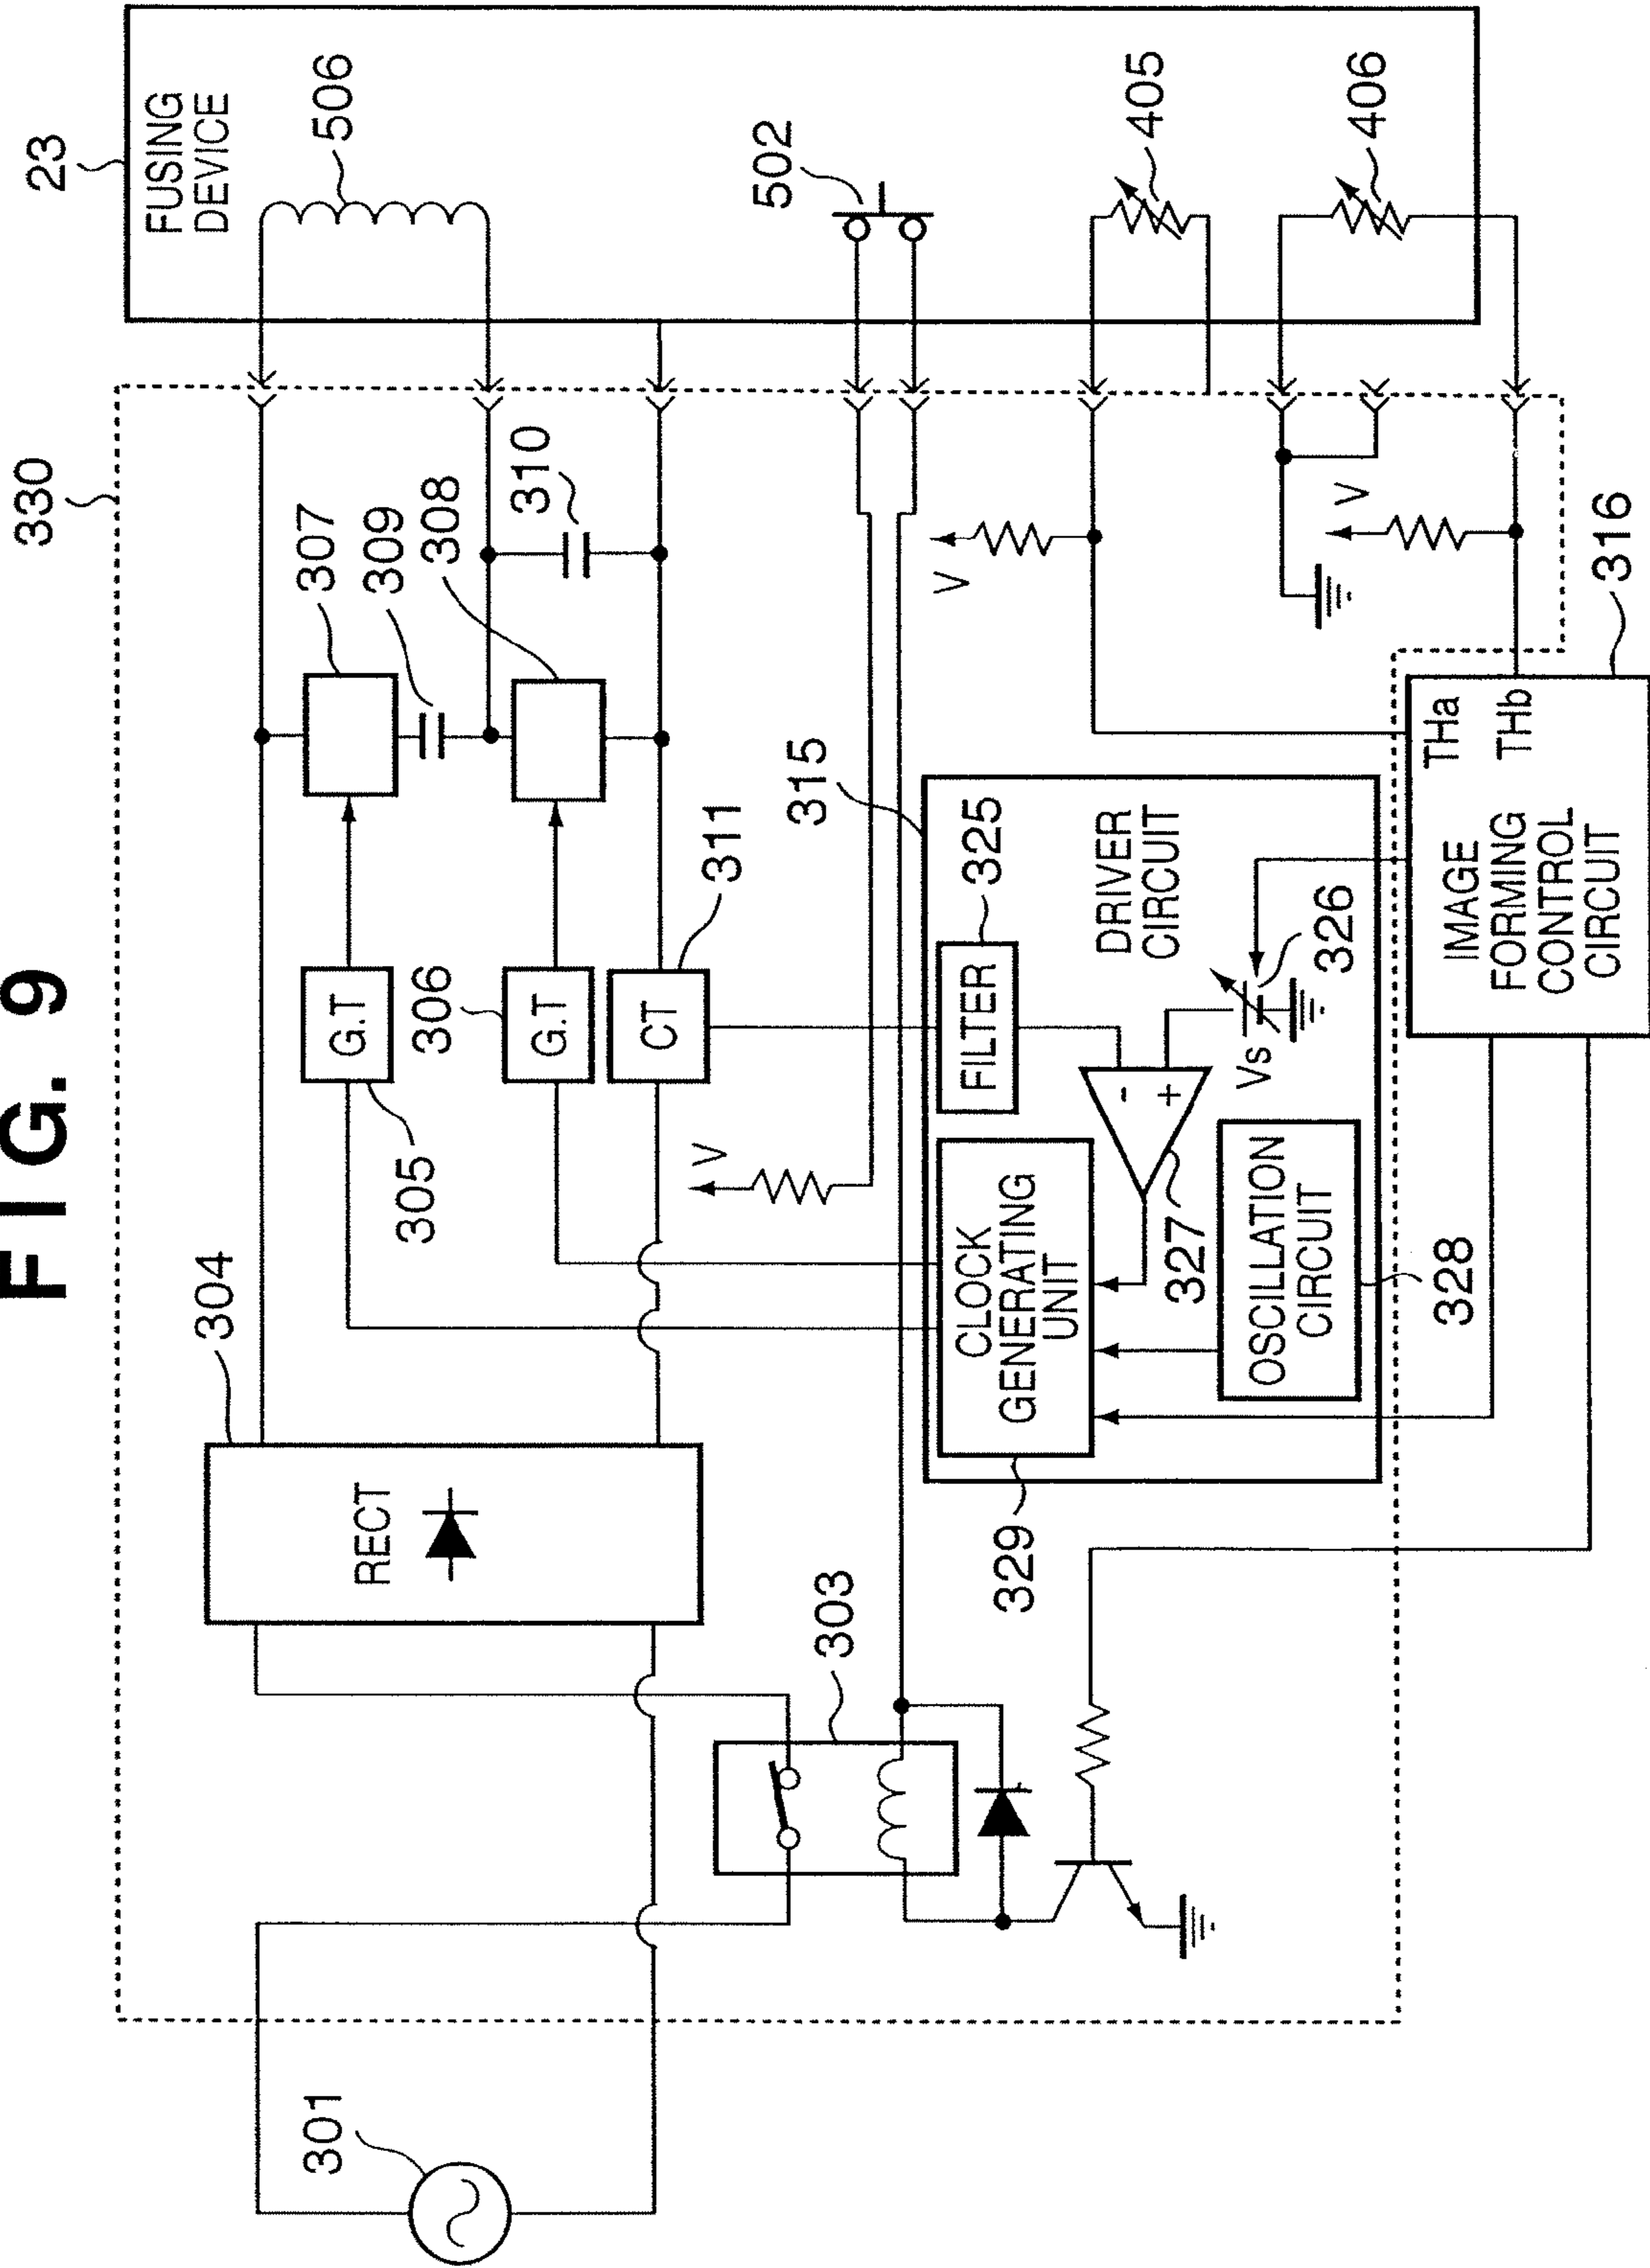 FIG. 9
23
FUSING
DEVICE
506
502
405
406
330
307
309
308
310
V
V
316
315
311
325
FILTER
DRIVER
CIRCUIT
326
THa
THb
IMAGE
FORMING
CONTROL
CIRCUIT
G.T
305
306
G.T
CT
V
-
+
Vs
327
CLOCK
GENERATING
UNIT
OSCILLATION
CIRCUIT
328
329
304
RECT
303
301